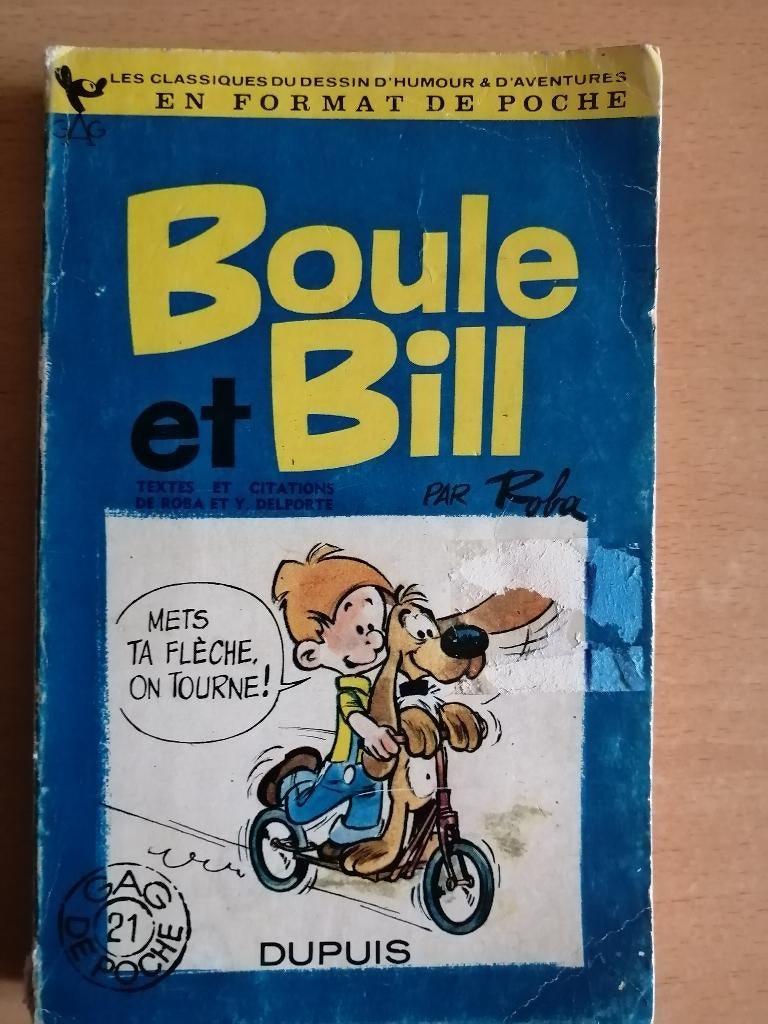 LES CLASSIQUES DU DESSIN D'HUMOUR & D'AVENTURES
EN FORMAT DE POCHE
GAG
Boule
et Bill
TEXTES ET CITATIONS
DE ROBA ET Y. DELPORTE
PAR Roba
METS
TA FLÈCHE,
ON TOURNE!
GAG
21
DE POCHE
DUPUIS